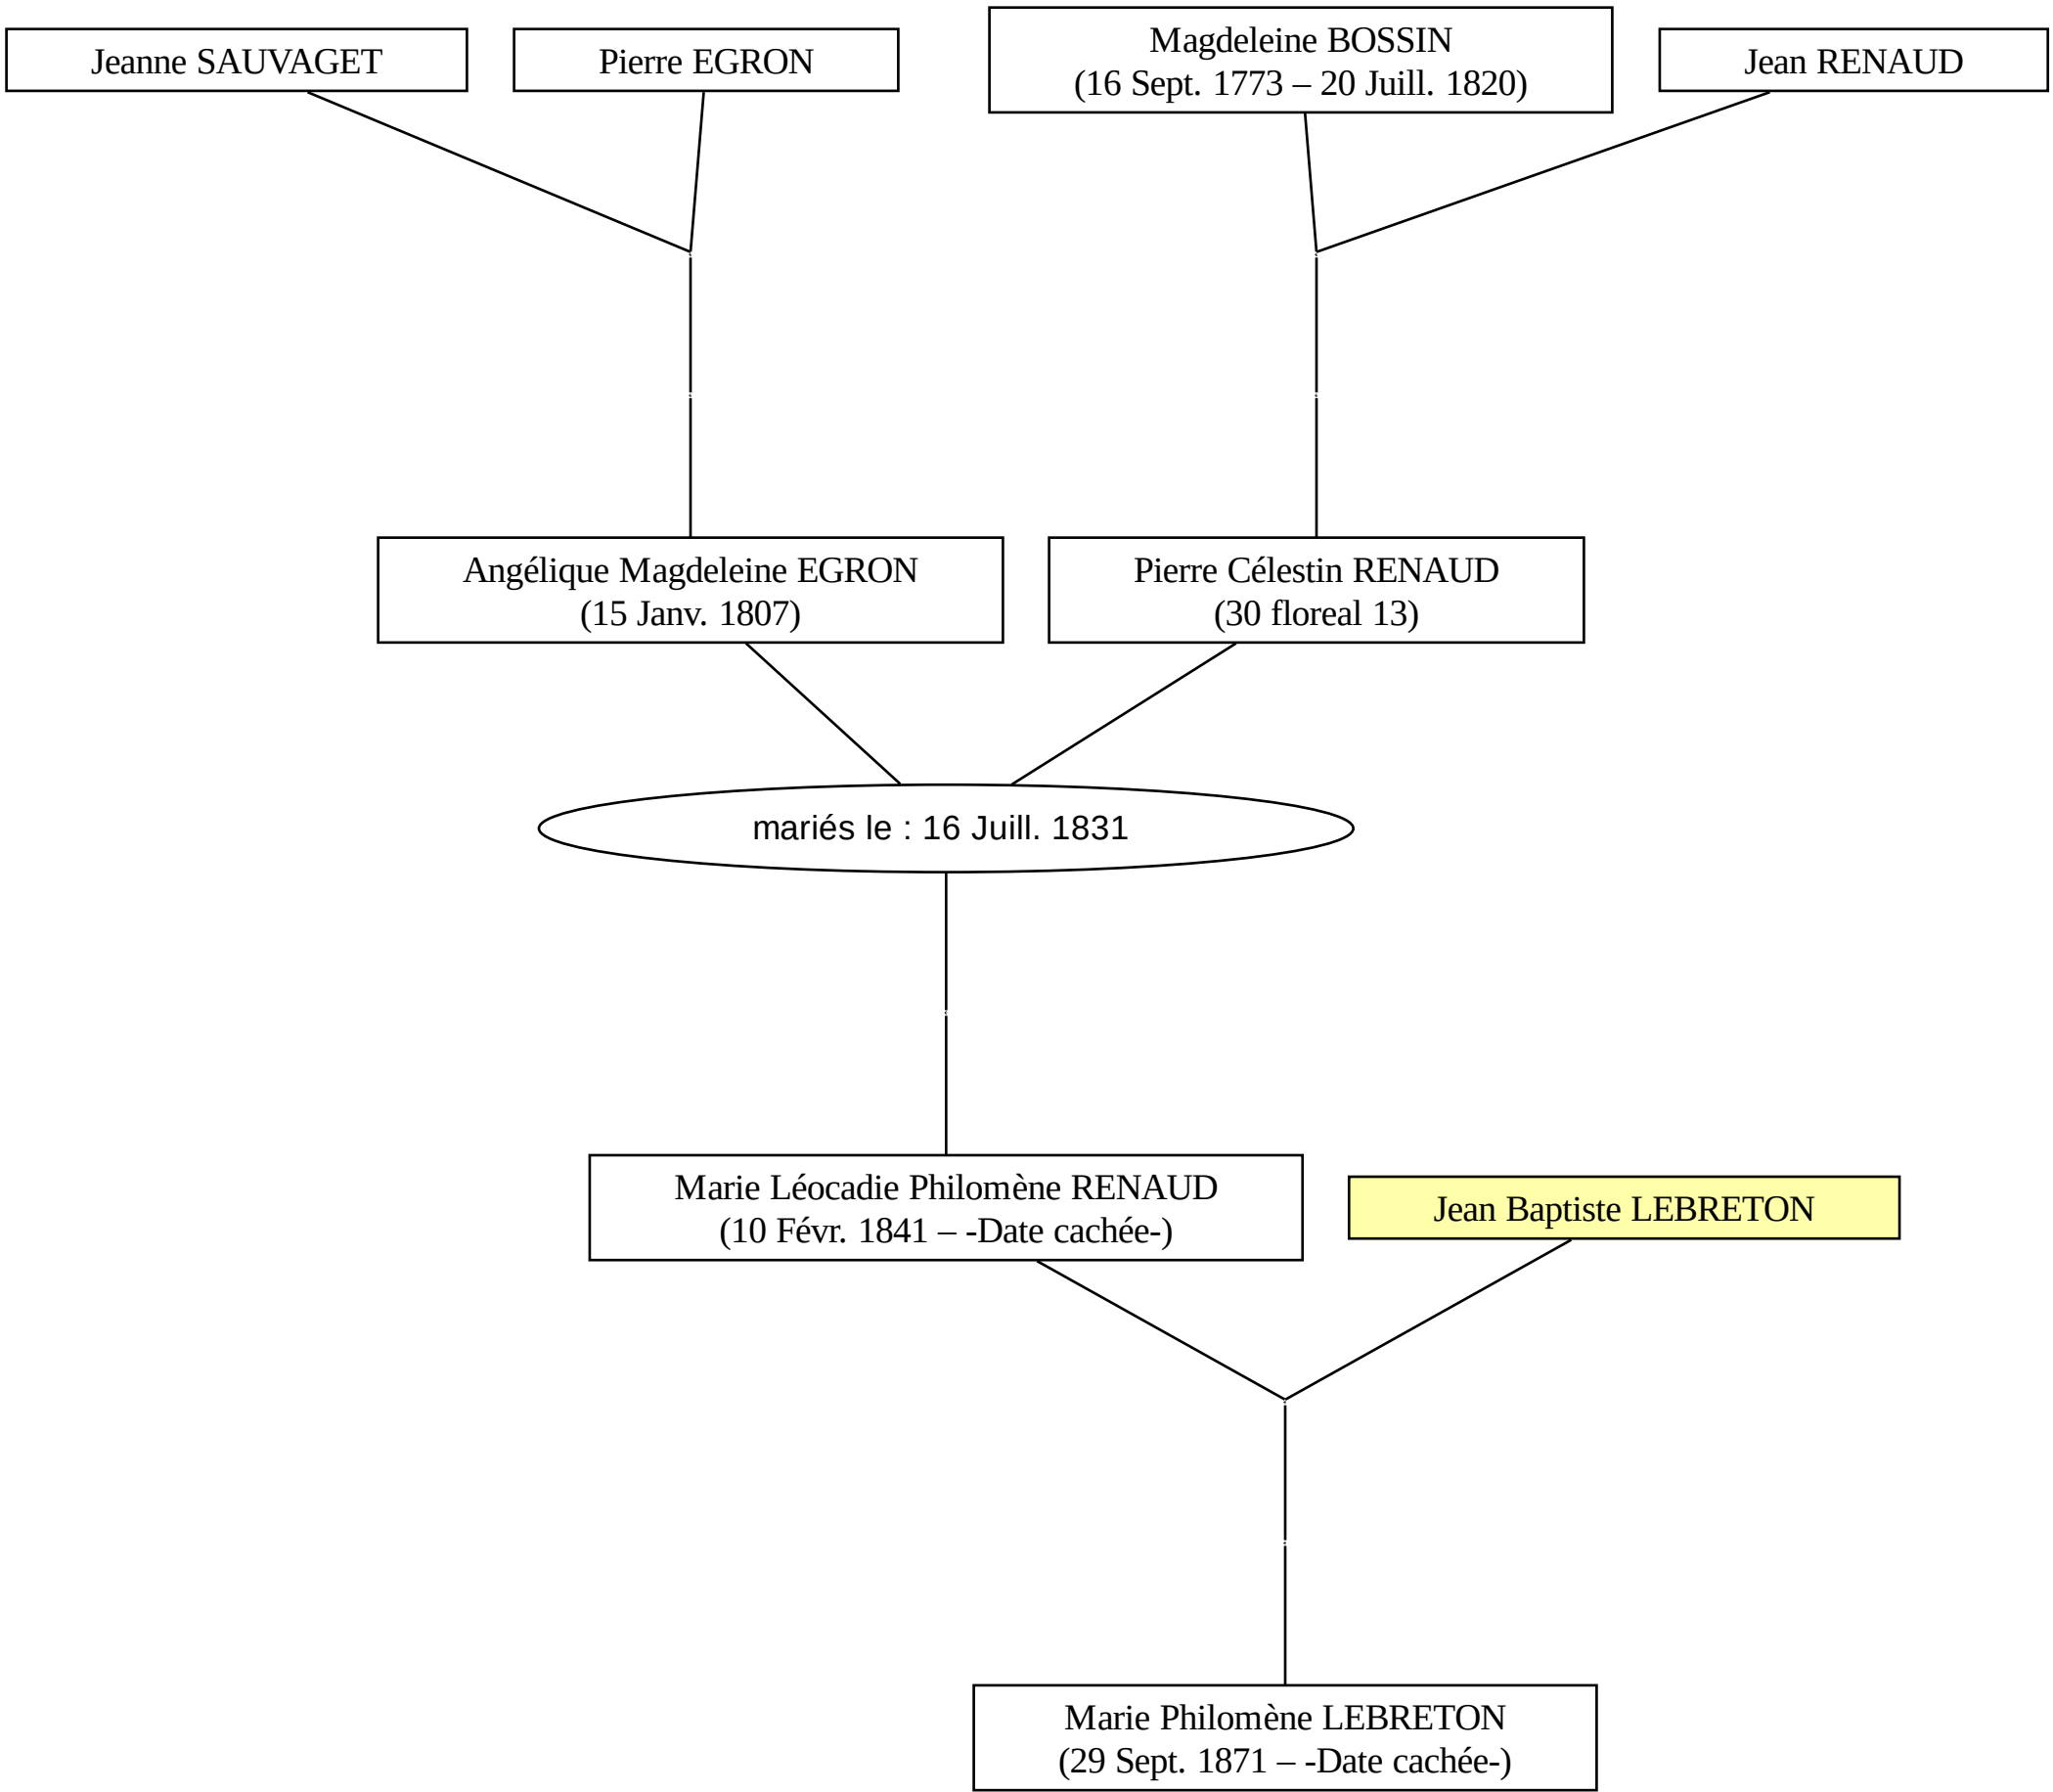 Jeanne SAUVAGET
Pierre EGRON
Magdeleine BOSSIN
(16 Sept. 1773 – 20 Juill. 1820)
Jean RENAUD
Angélique Magdeleine EGRON
(15 Janv. 1807)
Pierre Célestin RENAUD
(30 floreal 13)
mariés le : 16 Juill. 1831
Marie Léocadie Philomène RENAUD
(10 Févr. 1841 – -Date cachée-)
Jean Baptiste LEBRETON
Marie Philomène LEBRETON
(29 Sept. 1871 – -Date cachée-)